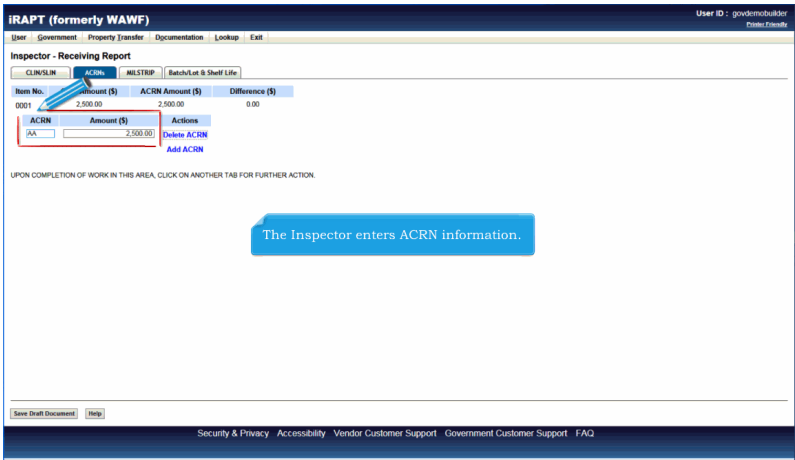 iRAPT (formerly WAWF)
User ID : govdemobuilder
Printer Friendly
User Government Property Transfer Documentation Lookup Exit
Inspector - Receiving Report
CLIN/SLIN ACRNs MILSTRIP Batch/Lot & Shelf Life
Item No. Amount ($) ACRN Amount ($) Difference ($)
0001 2,500.00 2,500.00 0.00
ACRN Amount ($) Actions
AA 2,500.00 Delete ACRN
Add ACRN
UPON COMPLETION OF WORK IN THIS AREA, CLICK ON ANOTHER TAB FOR FURTHER ACTION.
The Inspector enters ACRN information.
Save Draft Document Help
Security & Privacy Accessibility Vendor Customer Support Government Customer Support FAQ